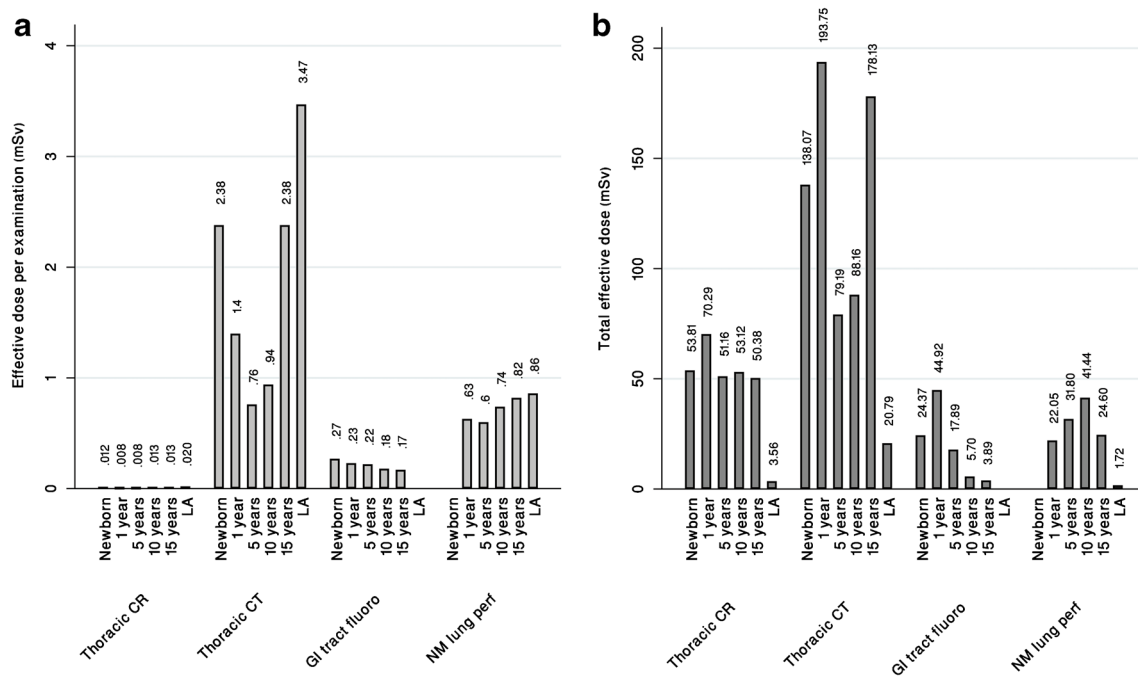 a
Effective dose per examination (mSv)
4
3
2
1
0
.012
.008
.008
.013
.013
.020
2.38
1.4
.76
.94
2.38
3.47
.27
.23
.22
.18
.17
.63
.6
.74
.82
.86
Newborn
1 year
5 years
10 years
15 years
LA
Newborn
1 year
5 years
10 years
15 years
LA
Newborn
1 year
5 years
10 years
15 years
LA
Newborn
1 year
5 years
10 years
15 years
LA
Thoracic CR
Thoracic CT
GI tract fluoro
NM lung perf
b
Total effective dose (mSv)
200
150
100
50
0
53.81
70.29
51.16
53.12
50.38
3.56
138.07
193.75
79.19
88.16
178.13
20.79
24.37
44.92
17.89
5.70
3.89
22.05
31.80
41.44
24.60
1.72
Newborn
1 year
5 years
10 years
15 years
LA
Newborn
1 year
5 years
10 years
15 years
LA
Newborn
1 year
5 years
10 years
15 years
LA
Newborn
1 year
5 years
10 years
15 years
LA
Thoracic CR
Thoracic CT
GI tract fluoro
NM lung perf